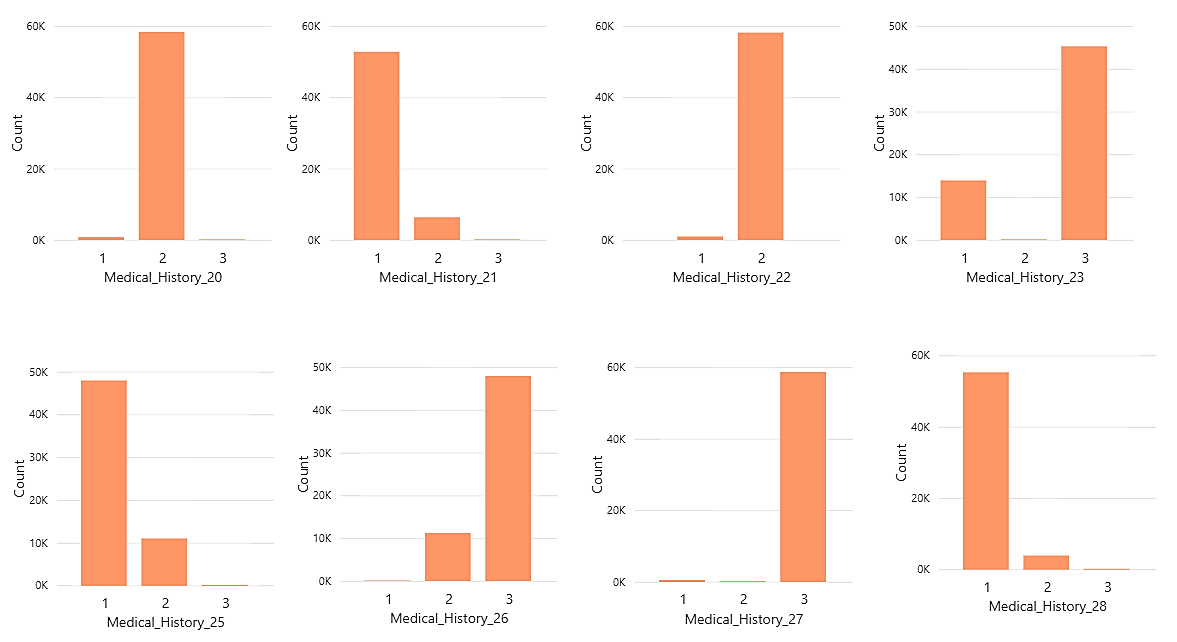 60K
40K
20K
0K
Count
1 2 3
Medical_History_20
60K
40K
20K
0K
Count
1 2 3
Medical_History_21
60K
40K
20K
0K
Count
1 2
Medical_History_22
50K
40K
30K
20K
10K
0K
Count
1 2 3
Medical_History_23
50K
40K
30K
20K
10K
0K
Count
1 2 3
Medical_History_25
50K
40K
30K
20K
10K
0K
Count
1 2 3
Medical_History_26
60K
40K
20K
0K
Count
1 2 3
Medical_History_27
60K
40K
20K
0K
Count
1 2 3
Medical_History_28